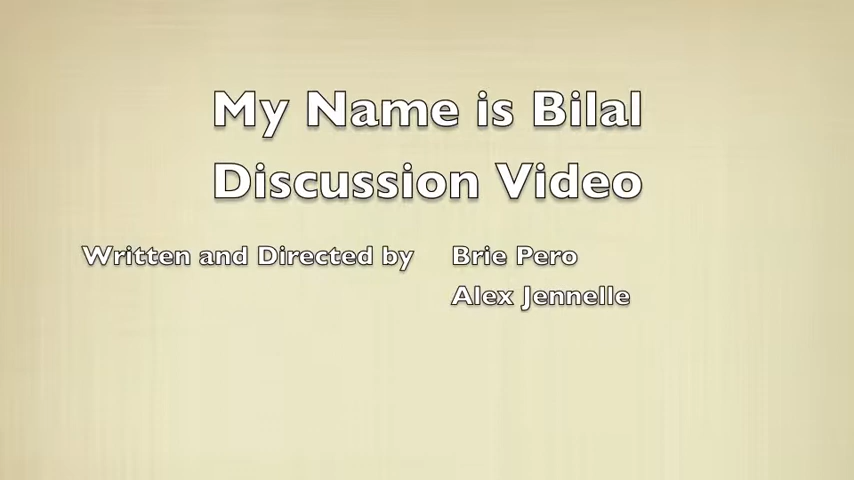 My Name is Bilal
Discussion Video
Written and Directed by Brie Pero
Alex Jennelle